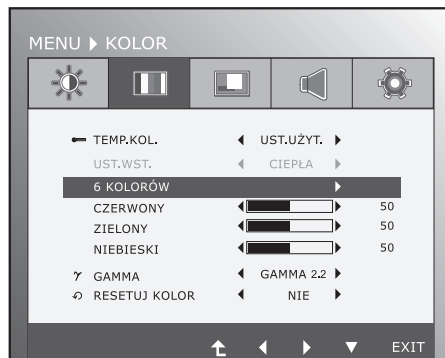 MENU KOLOR
TEMP.KOL. UST.UŻYT.
UST.WST. CIEPŁA
6 KOLORÓW
CZERWONY 50
ZIELONY 50
NIEBIESKI 50
γ GAMMA GAMMA 2.2
RESETUJ KOLOR NIE
EXIT